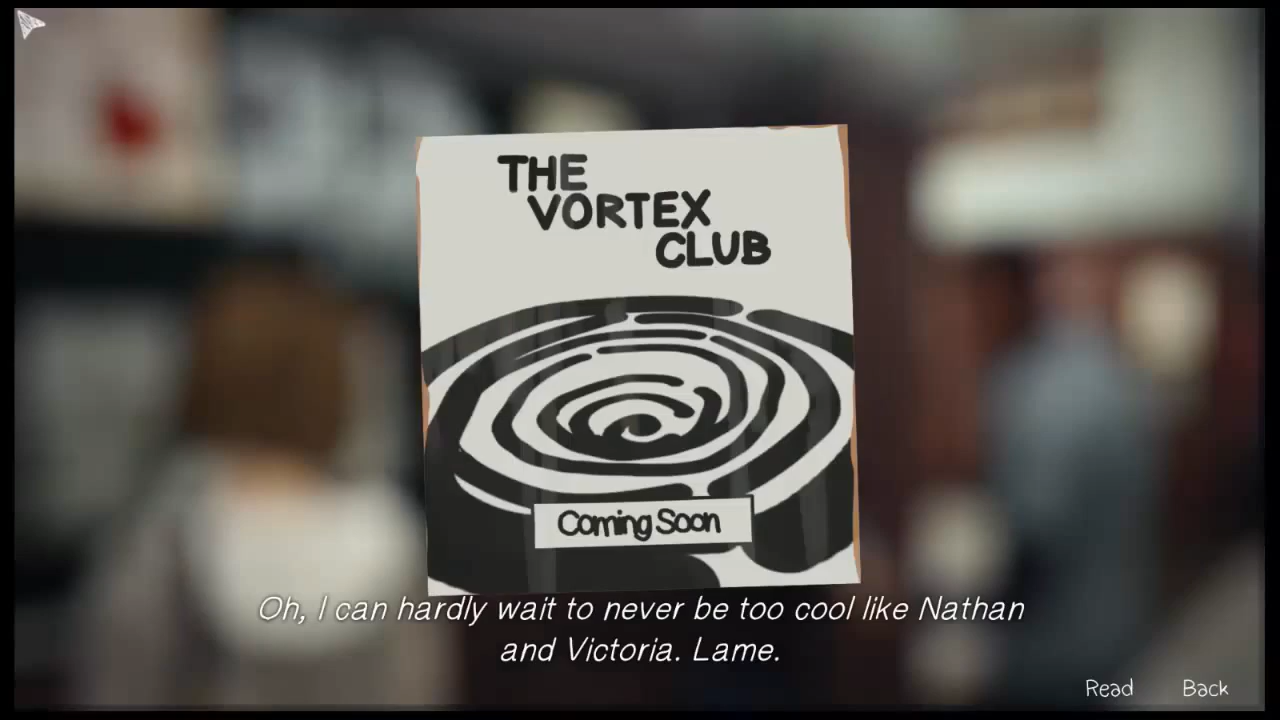 THE
VORTEX
CLUB
Coming Soon
Oh, I can hardly wait to never be too cool like Nathan
and Victoria. Lame.
Read Back